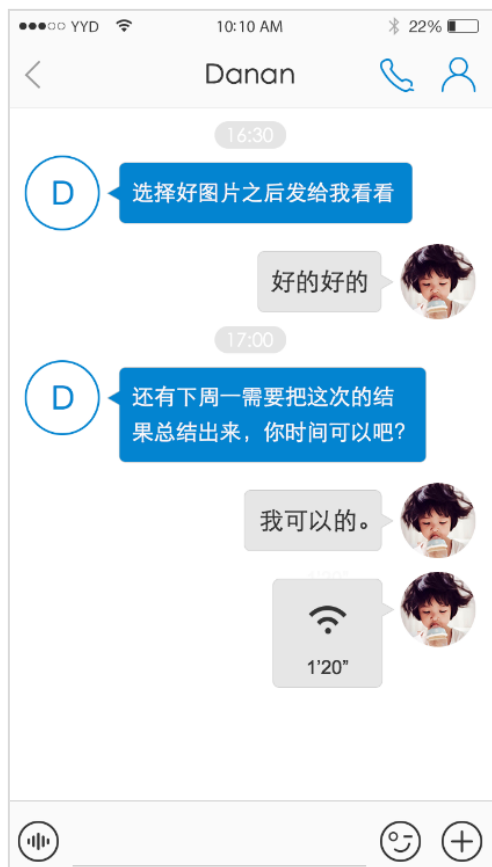 YYD 10:10 AM 22%
Danan
16:30
D
选择好图片之后发给我看看
好的好的
17:00
D
还有下周一需要把这次的结
果总结出来，你时间可以吧?
我可以的。
1'20"
1'20"